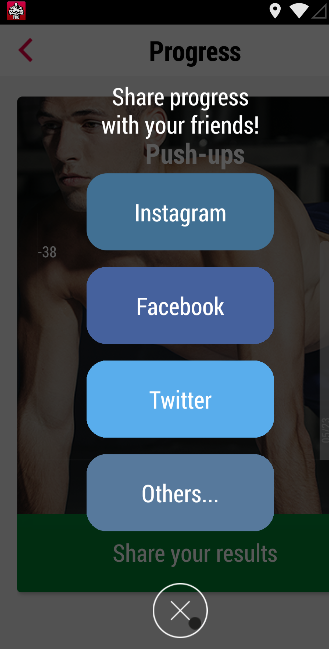 Progress
Share progress
with your friends!
Push-ups
Instagram
-38
Facebook
Twitter
Others...
Share your results